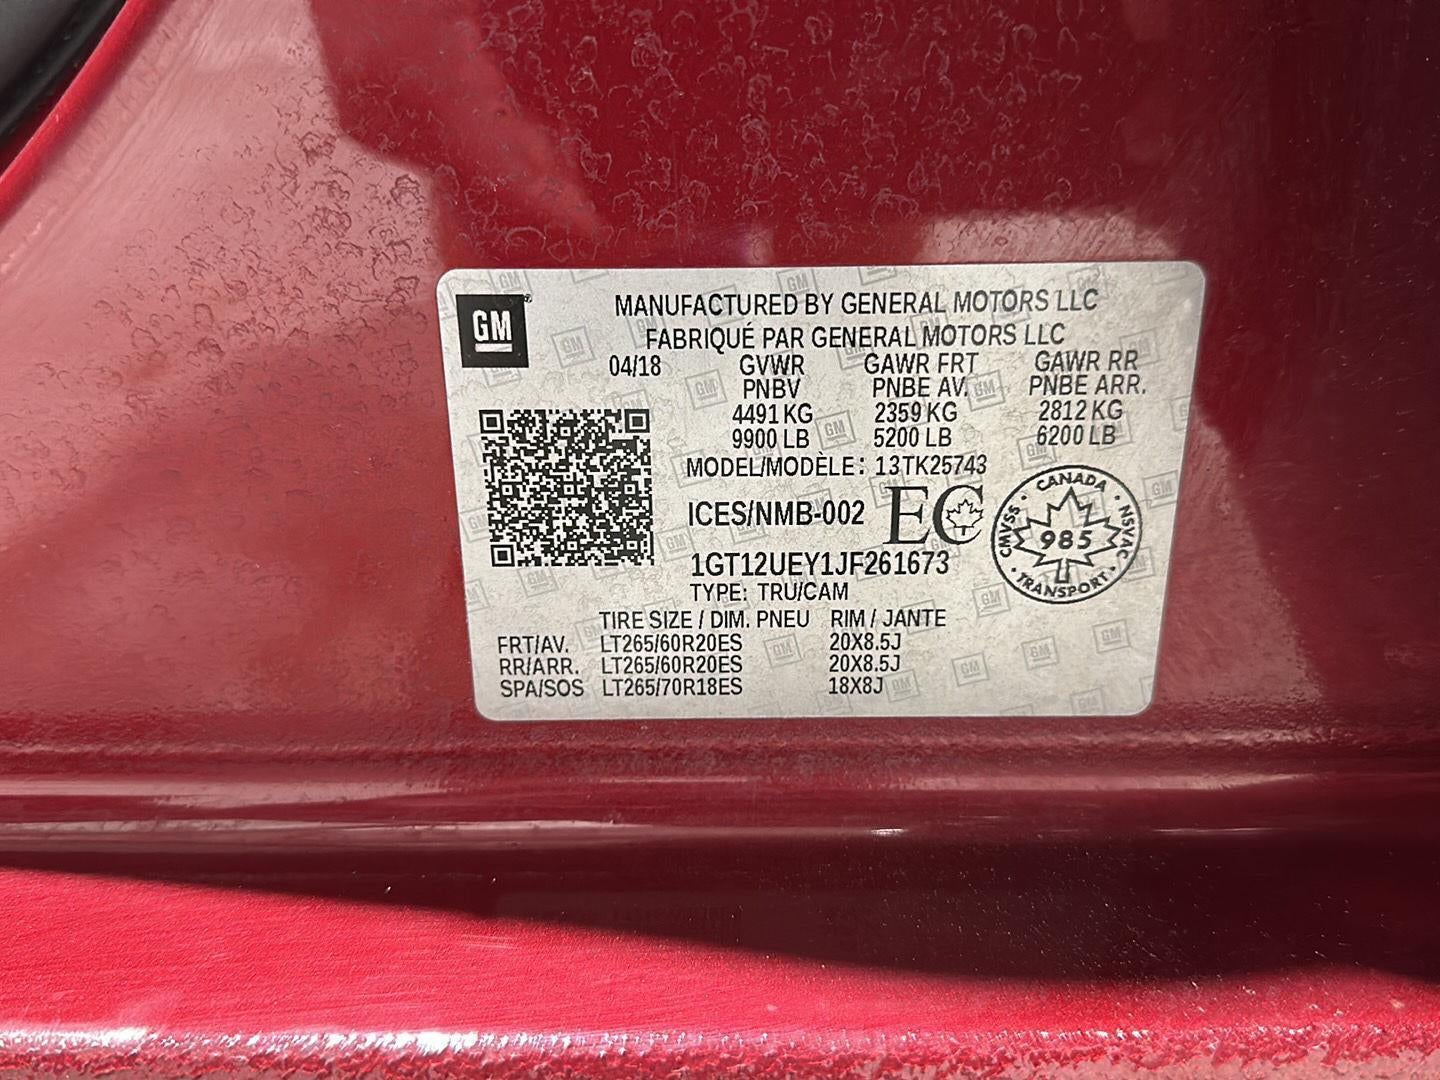 GM
MANUFACTURED BY GENERAL MOTORS LLC
FABRIQUÉ PAR GENERAL MOTORS LLC
04/18 GVWR GAWR FRT GAWR RR
PNBV PNBE AV. PNBE ARR.
4491 KG 2359 KG 2812 KG
9900 LB 5200 LB 6200 LB
MODEL/MODÈLE: 13TK25743
ICES/NMB-002 EC
CANADA
CMVSS · NSVAC
985
TRANSPORT
1GT12UEY1JF261673
TYPE: TRU/CAM
TIRE SIZE / DIM. PNEU RIM / JANTE
FRT/AV. LT265/60R20ES 20X8.5J
RR/ARR. LT265/60R20ES 20X8.5J
SPA/SOS LT265/70R18ES 18X8J